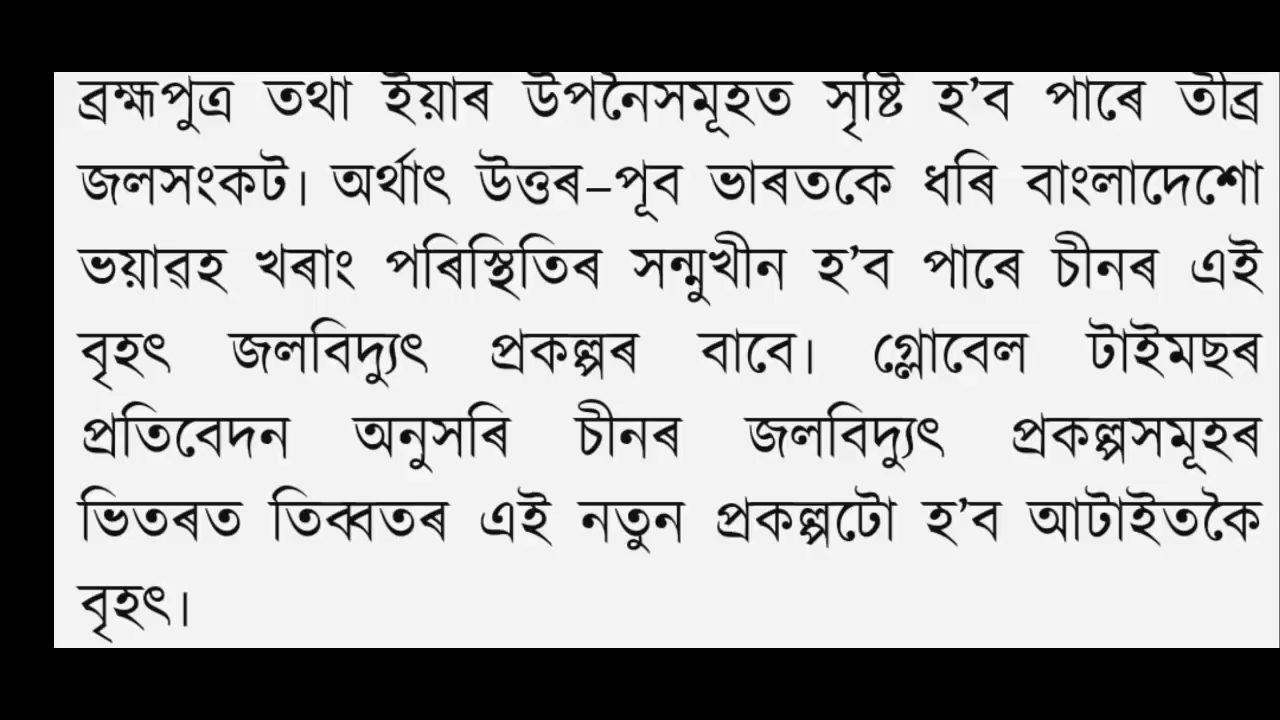 ব্ৰহ্মপুত্ৰ তথা ইয়াৰ উপনৈসমূহত সৃষ্টি হ’ব পাৰে তীব্ৰ
জলসংকট। অৰ্থাৎ উত্তৰ–পূব ভাৰতকে ধৰি বাংলাদেশো
ভয়াৱহ খৰাং পৰিস্থিতিৰ সন্মুখীন হ’ব পাৰে চীনৰ এই
বৃহৎ জলবিদ্যুৎ প্ৰকল্পৰ বাবে। গ্লোবেল টাইমছৰ
প্ৰতিবেদন অনুসৰি চীনৰ জলবিদ্যুৎ প্ৰকল্পসমূহৰ
ভিতৰত তিব্বতৰ এই নতুন প্ৰকল্পটো হ’ব আটাইতকৈ
বৃহৎ।